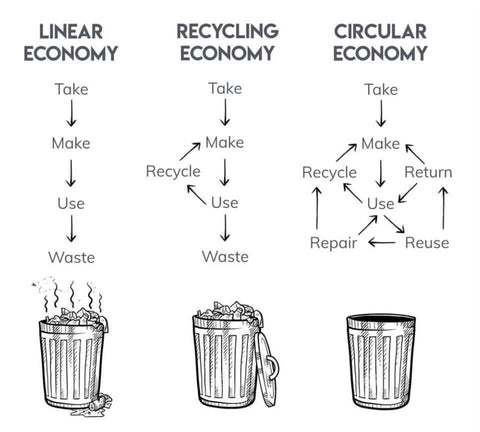 LINEAR
ECONOMY
Take
Make
Use
Waste
RECYCLING
ECONOMY
Take
Make
Recycle
Use
Waste
CIRCULAR
ECONOMY
Take
Make
Recycle Return
Use
Repair Reuse